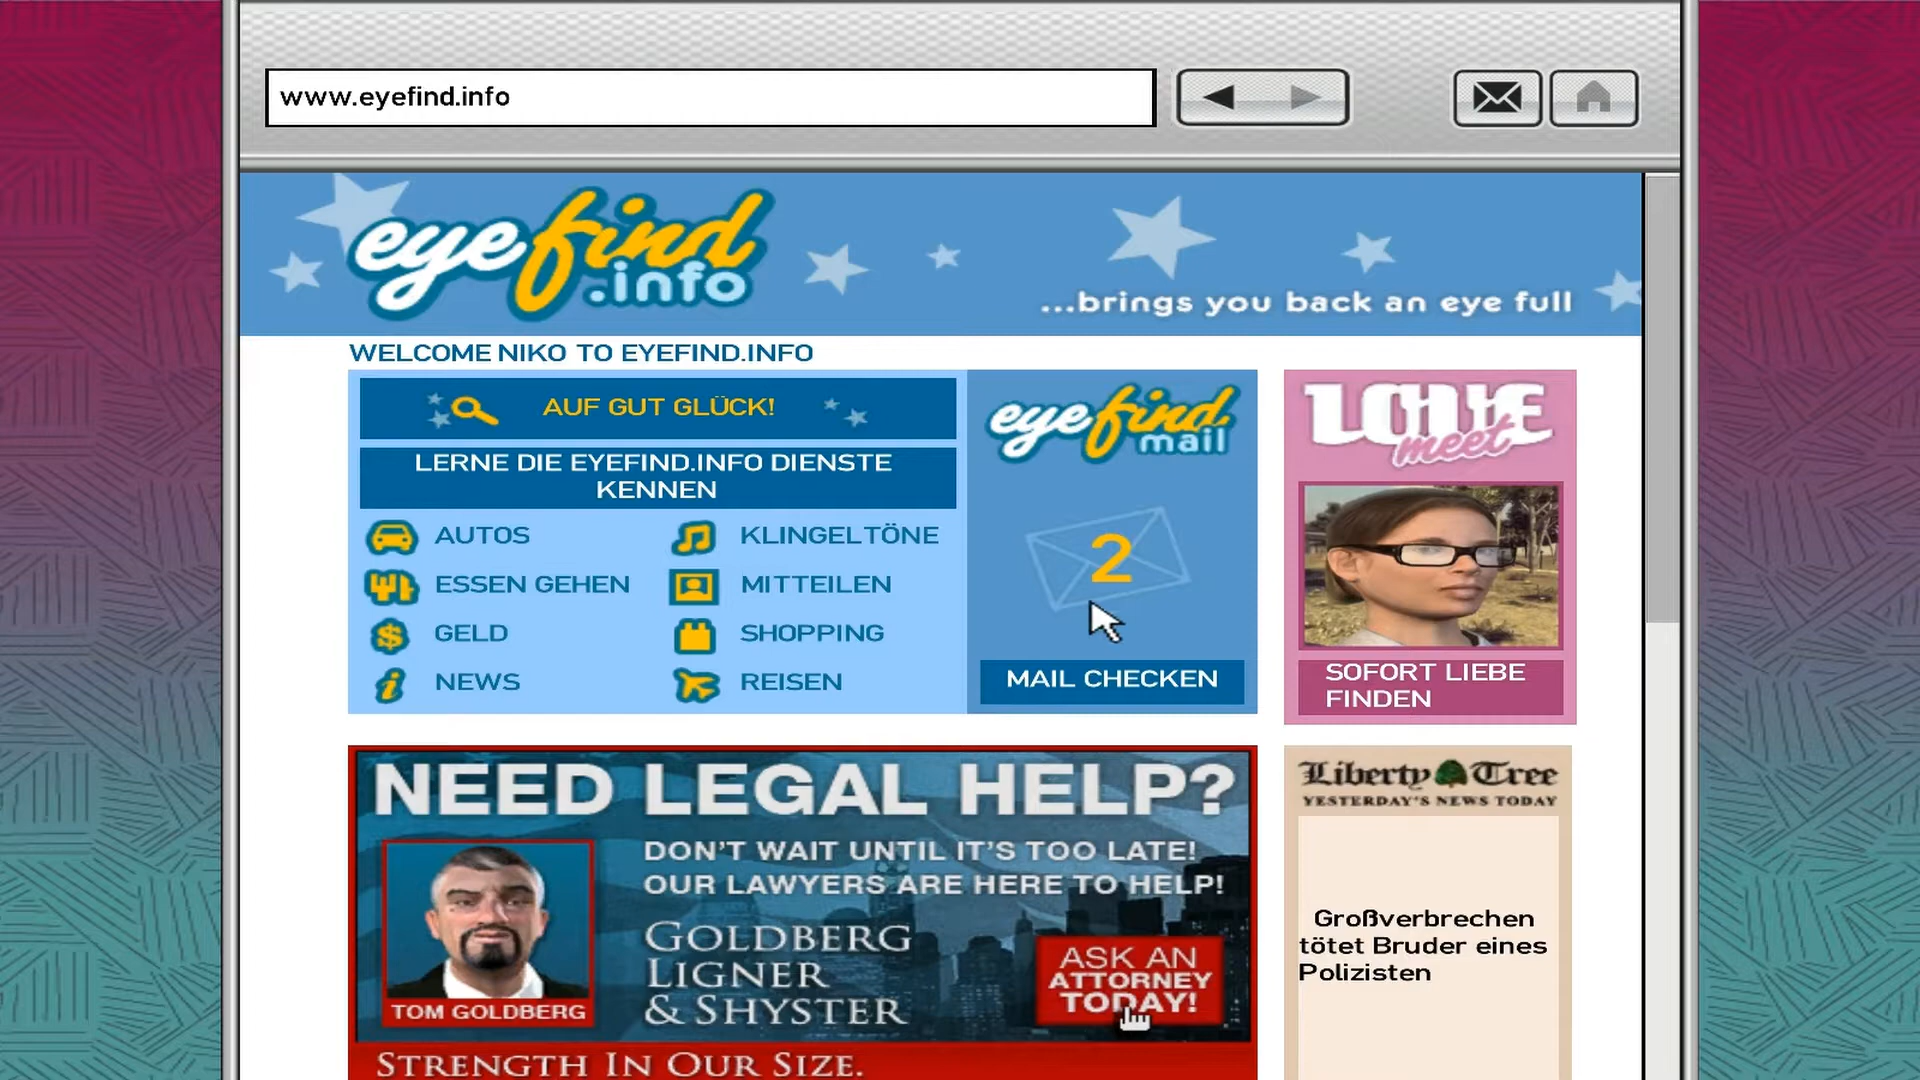 www.eyefind.info
eyefind
.info
...brings you back an eye full
WELCOME NIKO TO EYEFIND.INFO
AUF GUT GLÜCK!
LERNE DIE EYEFIND.INFO DIENSTE
KENNEN
AUTOS
KLINGELTÖNE
ESSEN GEHEN
MITTEILEN
GELD
SHOPPING
NEWS
REISEN
eyefind
mail
2
MAIL CHECKEN
LOVE
meet
SOFORT LIEBE
FINDEN
NEED LEGAL HELP?
DON'T WAIT UNTIL IT'S TOO LATE!
OUR LAWYERS ARE HERE TO HELP!
GOLDBERG
LIGNER
& SHYSTER
TOM GOLDBERG
ASK AN
ATTORNEY
TODAY!
STRENGTH IN OUR SIZE.
Liberty Tree
YESTERDAY'S NEWS TODAY
Großverbrechen
tötet Bruder eines
Polizisten